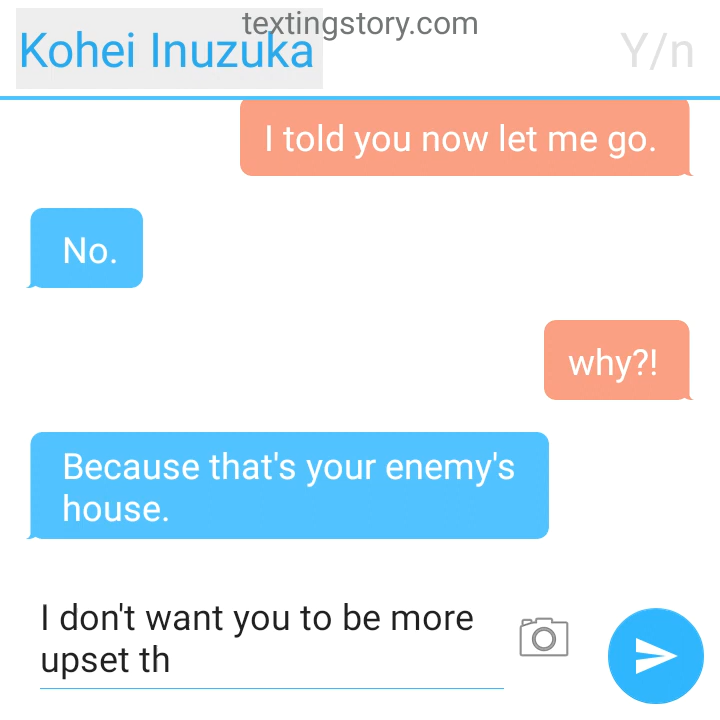 textingstory.com
Kohei Inuzuka
Y/n
I told you now let me go.
No.
why?!
Because that's your enemy's
house.
I don't want you to be more
upset th